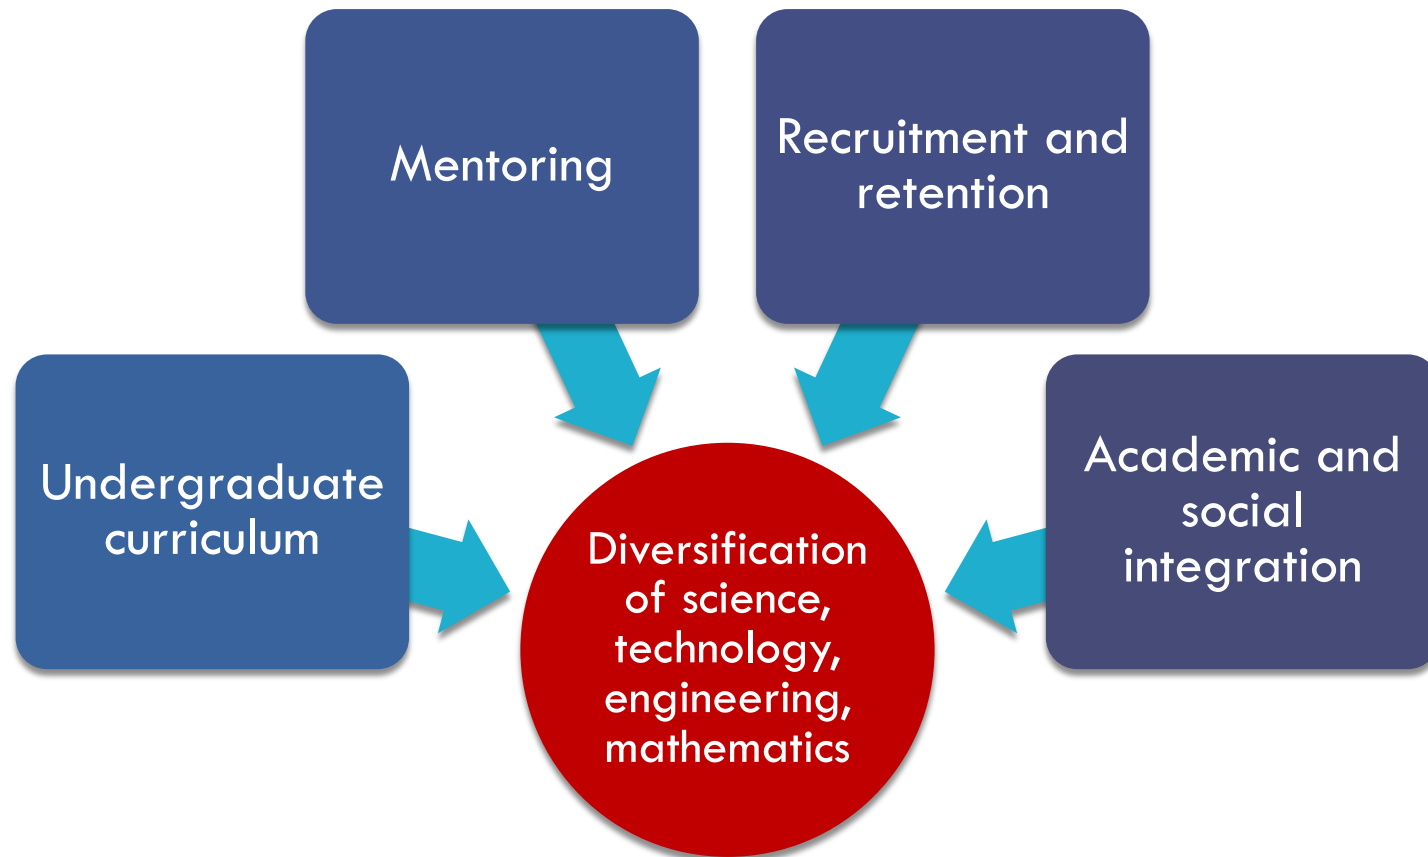 Mentoring
Recruitment and
retention
Undergraduate
curriculum
Academic and
social
integration
Diversification
of science,
technology,
engineering,
mathematics